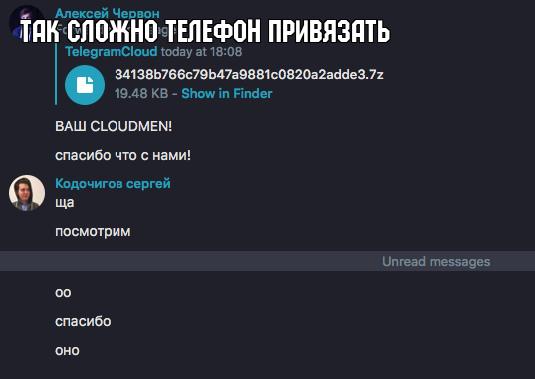 Алексей Червон
ТАК СЛОЖНО ТЕЛЕФОН ПРИВЯЗАТЬ
TelegramCloud today at 18:08
34138b766c79b47a9881c0820a2adde3.7z
19.48 KB - Show in Finder
ВАШ CLOUDMEN!
спасибо что с нами!
Кодочигов сергей
ща
посмотрим
Unread messages
оо
спасибо
оно